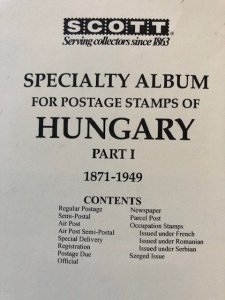 SCOTT®
Serving collectors since 1863
SPECIALTY ALBUM
FOR POSTAGE STAMPS OF
HUNGARY
PART I
1871-1949
CONTENTS
Regular Postage
Semi-Postal
Air Post
Air Post Semi-Postal
Special Delivery
Registration
Postage Due
Official
Newspaper
Parcel Post
Occupation Stamps
Issued under French
Issued under Romanian
Issued under Serbian
Szeged Issue